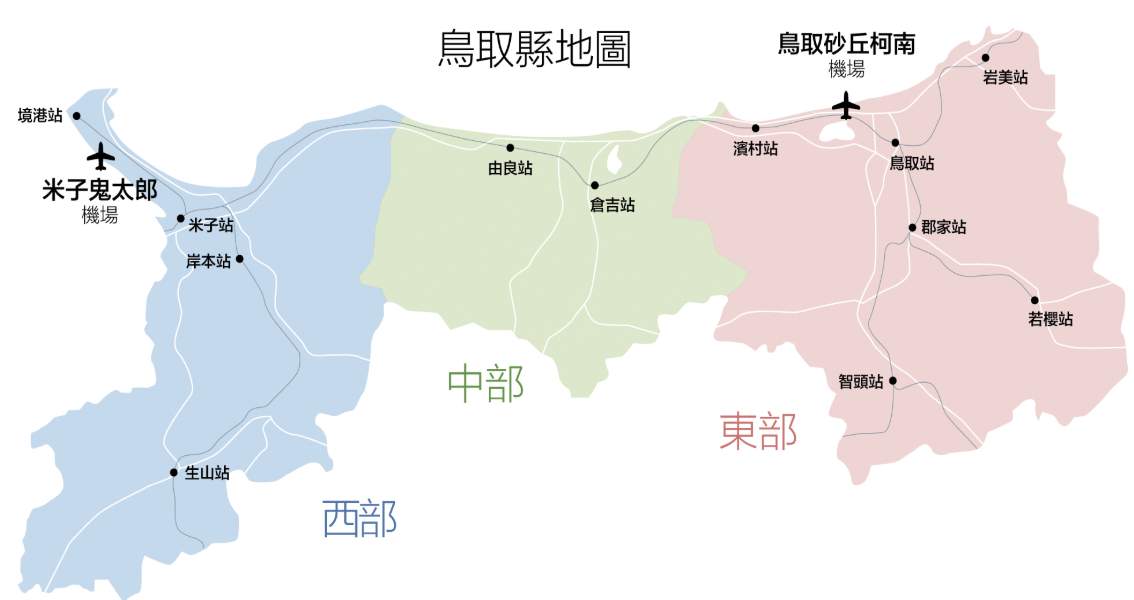 鳥取縣地圖
鳥取砂丘柯南
機場
岩美站
境港站
濱村站
由良站
鳥取站
米子鬼太郎
機場
倉吉站
米子站
郡家站
岸本站
若櫻站
中部
智頭站
東部
生山站
西部